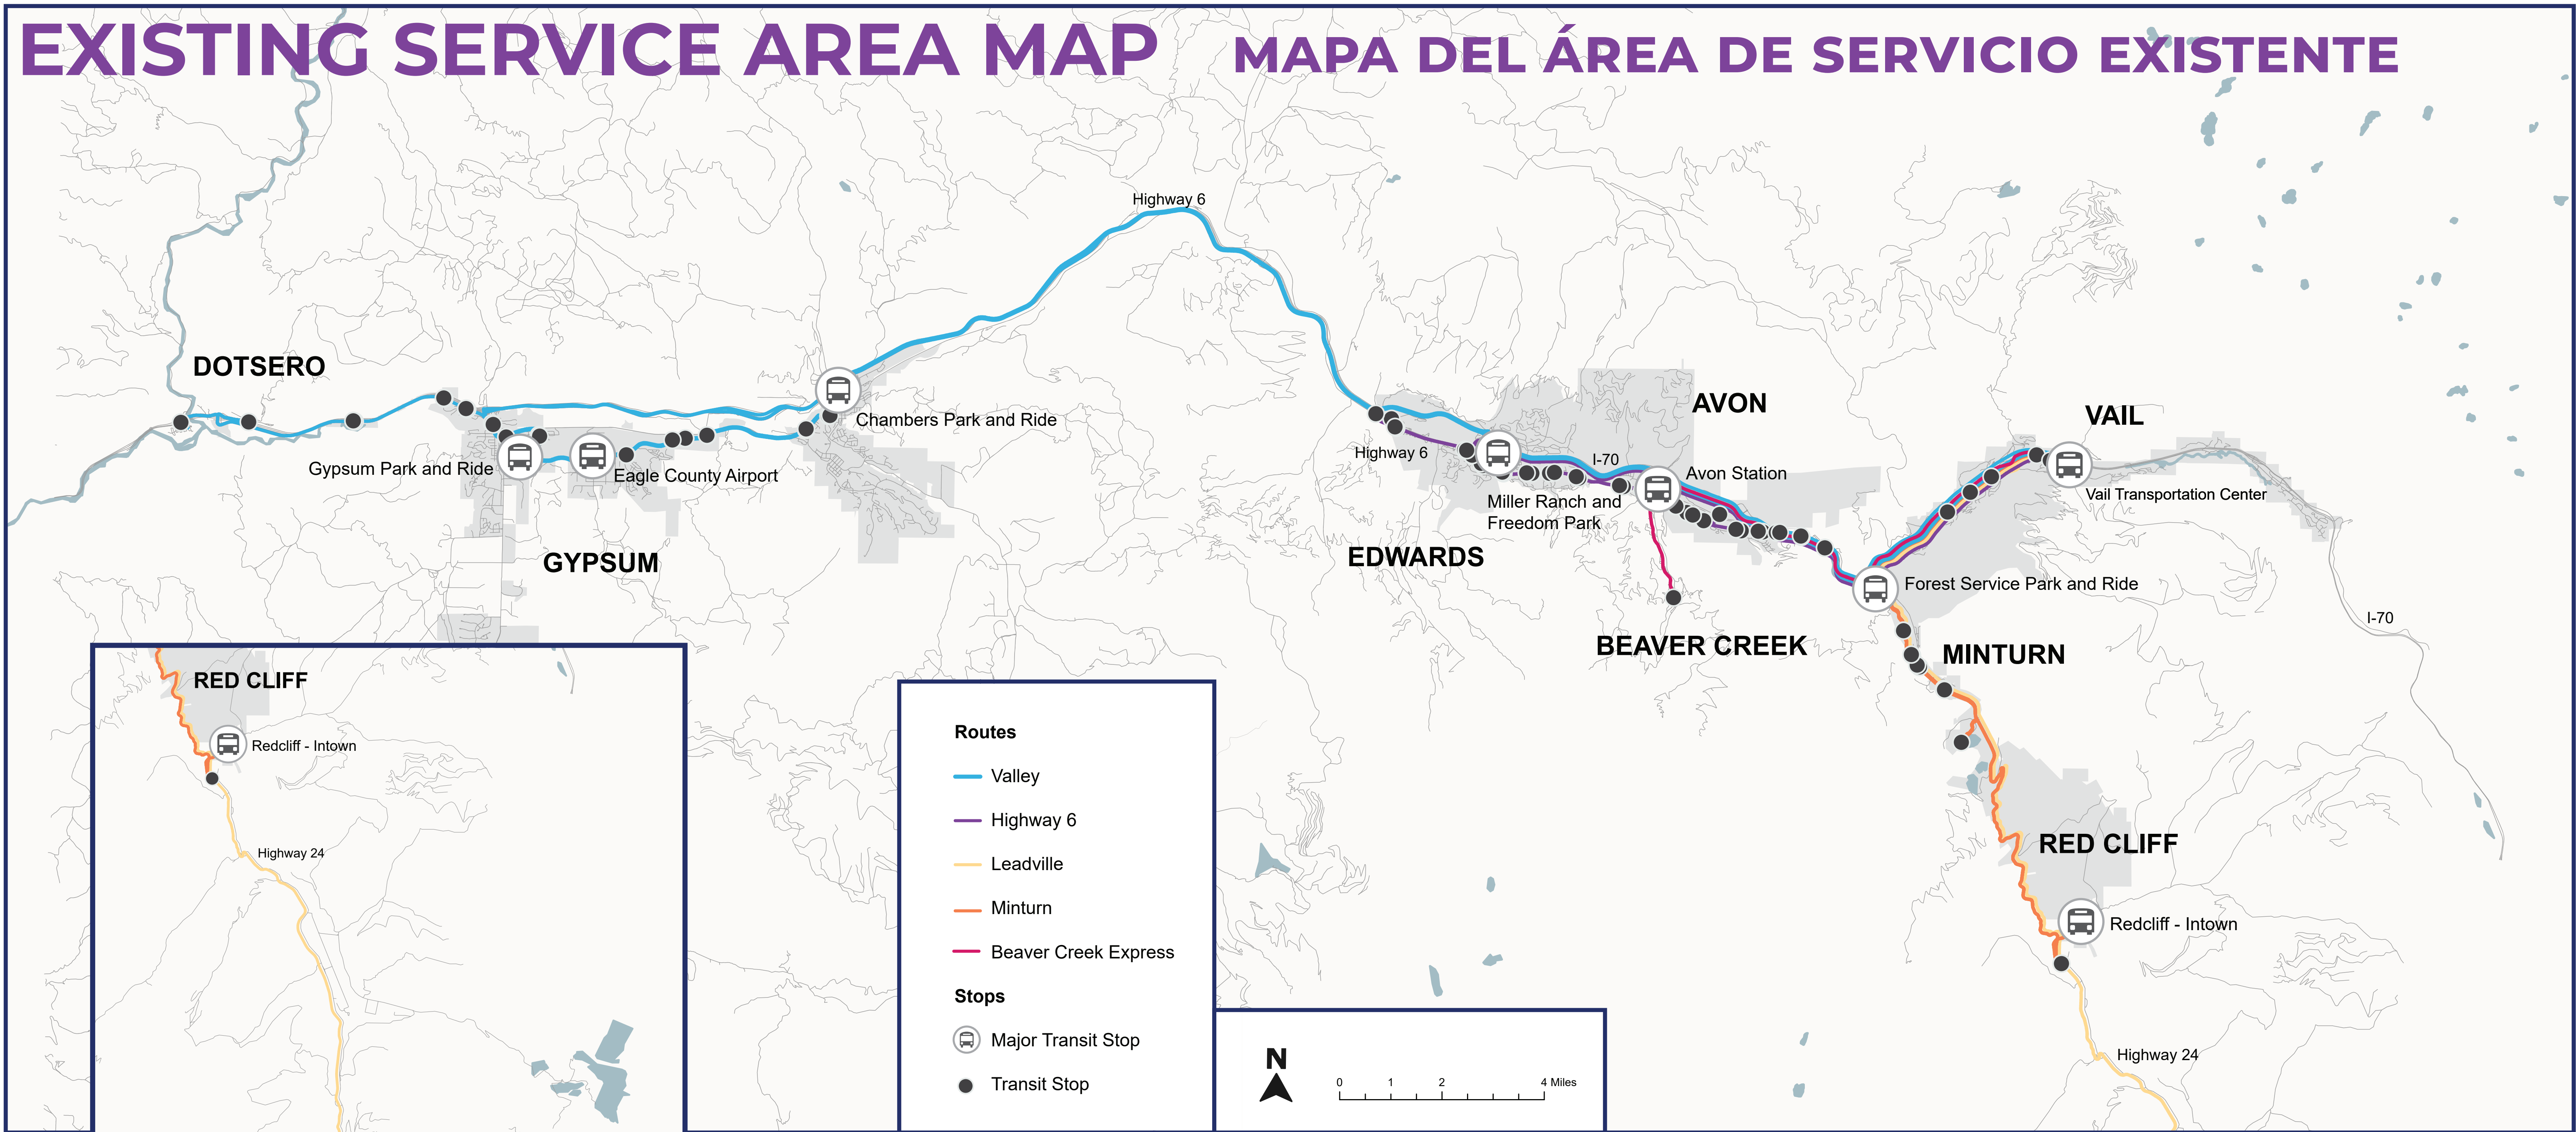 EXISTING SERVICE AREA MAP
MAPA DEL ÁREA DE SERVICIO EXISTENTE
Highway 6
DOTSERO
Chambers Park and Ride
Gypsum Park and Ride
Eagle County Airport
GYPSUM
AVON
VAIL
Highway 6
I-70
Avon Station
Miller Ranch and
Freedom Park
Vail Transportation Center
EDWARDS
Forest Service Park and Ride
I-70
BEAVER CREEK
MINTURN
RED CLIFF
Redcliff - Intown
Highway 24
RED CLIFF
Redcliff - Intown
Highway 24
Routes
Valley
Highway 6
Leadville
Minturn
Beaver Creek Express
Stops
Major Transit Stop
Transit Stop
N
0 1 2 4 Miles